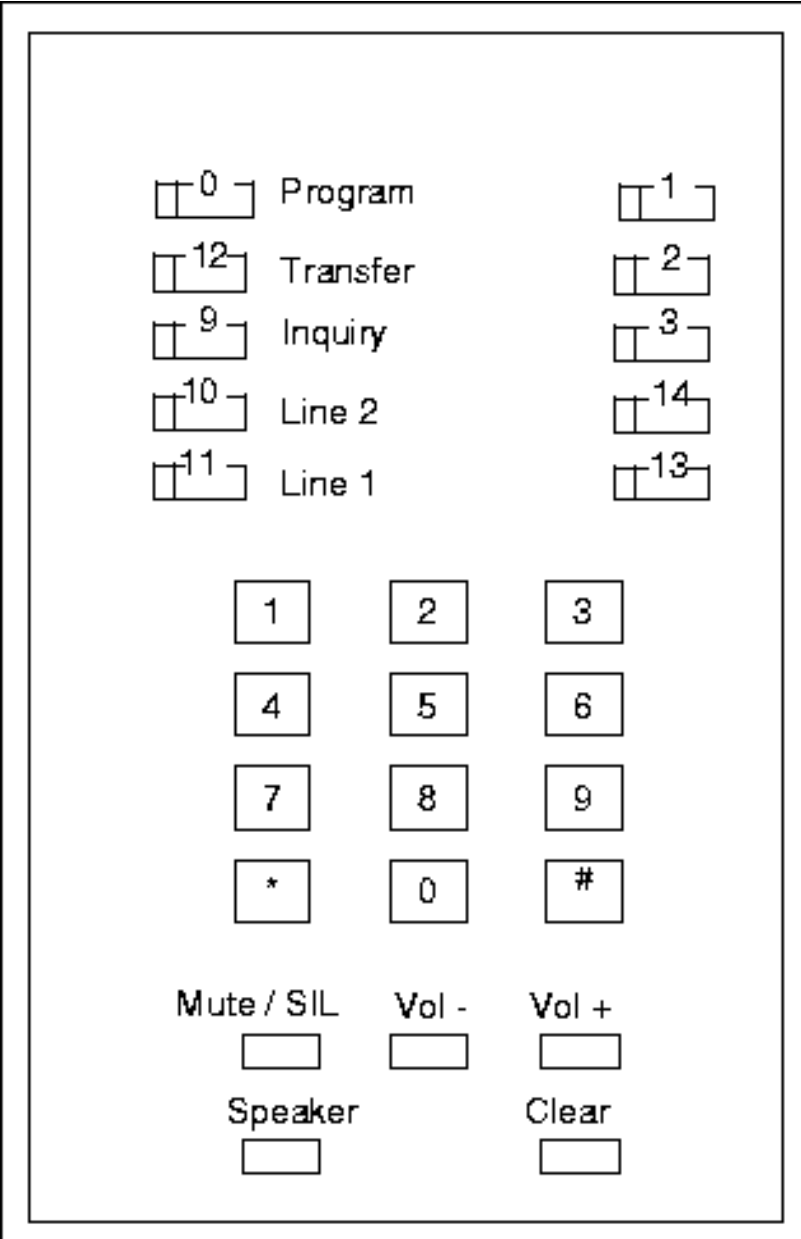 0 Program 1
12 Transfer 2
9 Inquiry 3
10 Line 2 14
11 Line 1 13
1 2 3
4 5 6
7 8 9
* 0 #
Mute / SIL Vol - Vol +
Speaker Clear